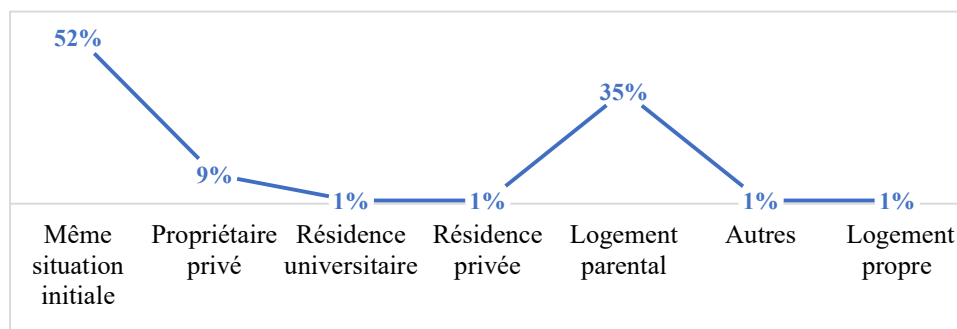 52%
9%
1%
1%
35%
1%
1%
Même situation initiale
Propriétaire privé
Résidence universitaire
Résidence privée
Logement parental
Autres
Logement propre